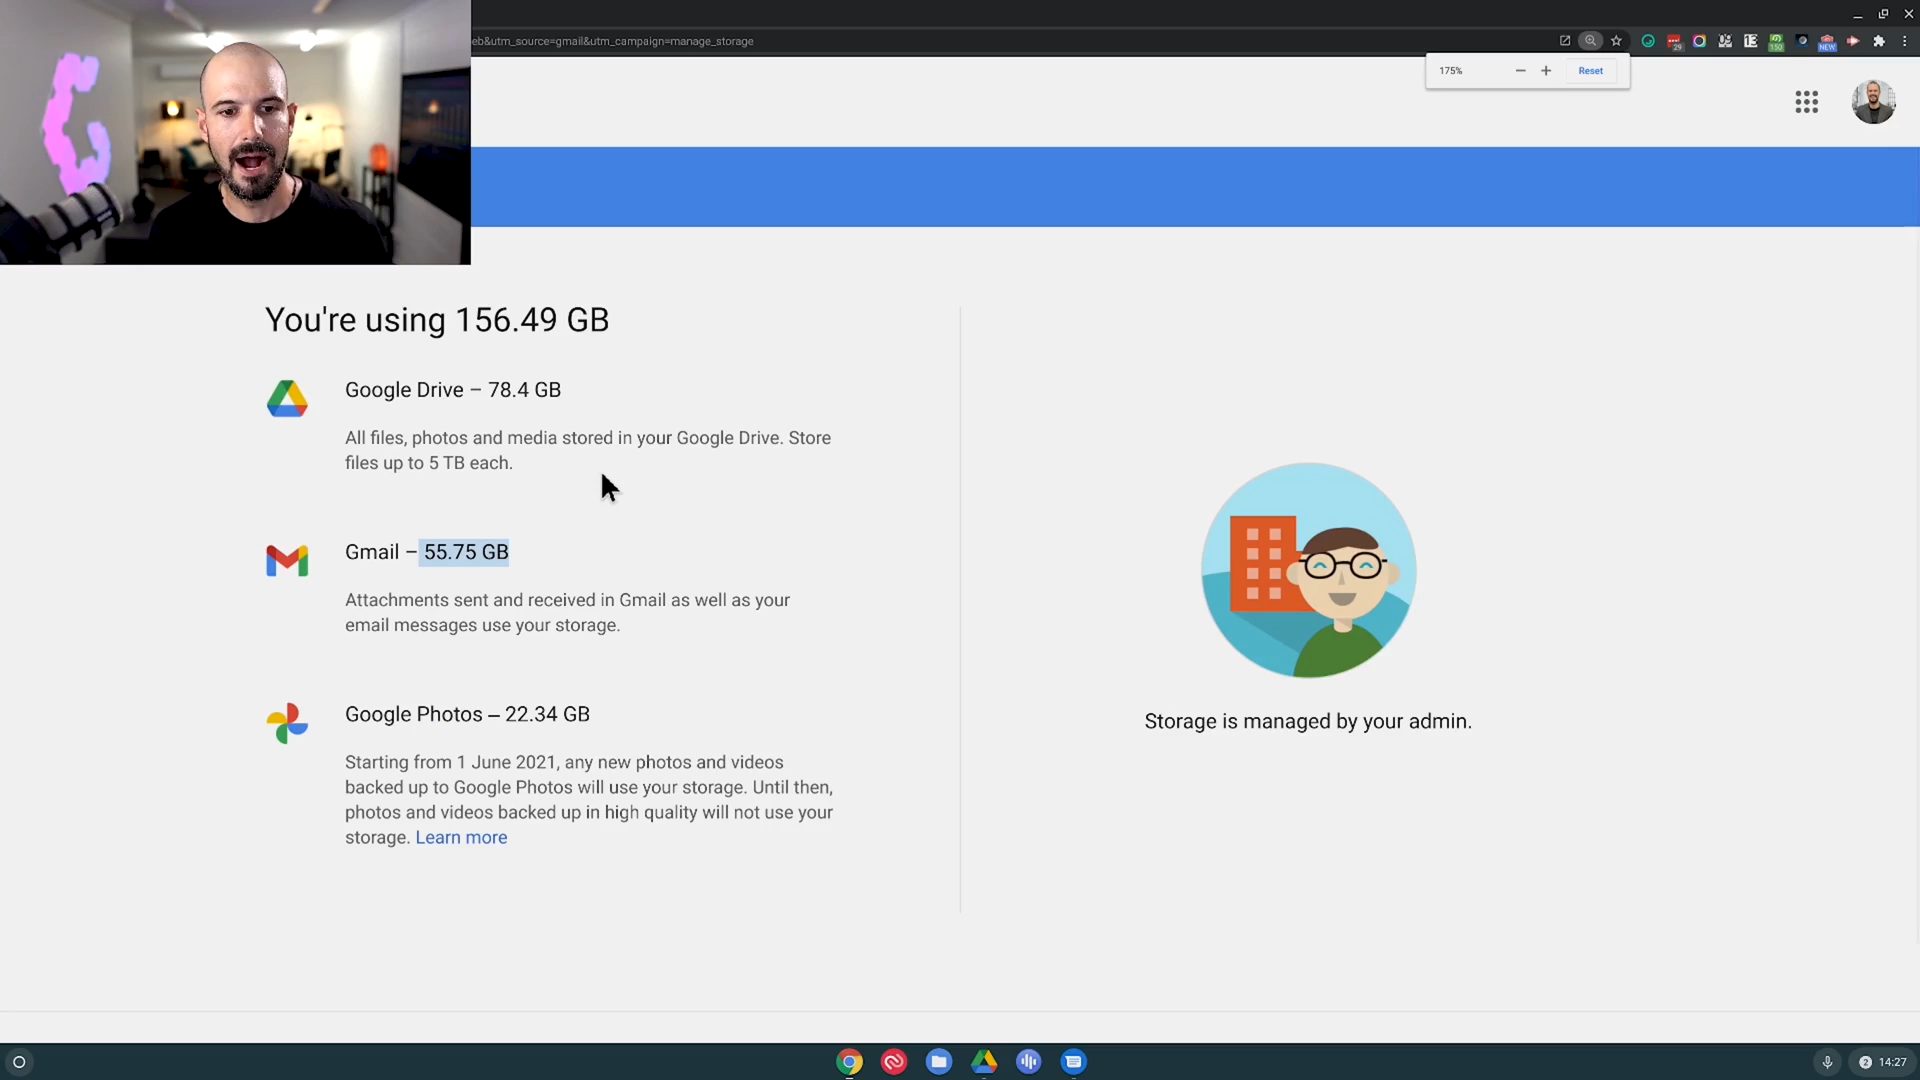 eb&utm_source=gmail&utm_campaign=manage_storage
29
13
150
NEW
175%
Reset
You're using 156.49 GB
Google Drive – 78.4 GB
All files, photos and media stored in your Google Drive. Store
files up to 5 TB each.
Gmail – 55.75 GB
Attachments sent and received in Gmail as well as your
email messages use your storage.
Google Photos – 22.34 GB
Starting from 1 June 2021, any new photos and videos
backed up to Google Photos will use your storage. Until then,
photos and videos backed up in high quality will not use your
storage. Learn more
Storage is managed by your admin.
2
14:27